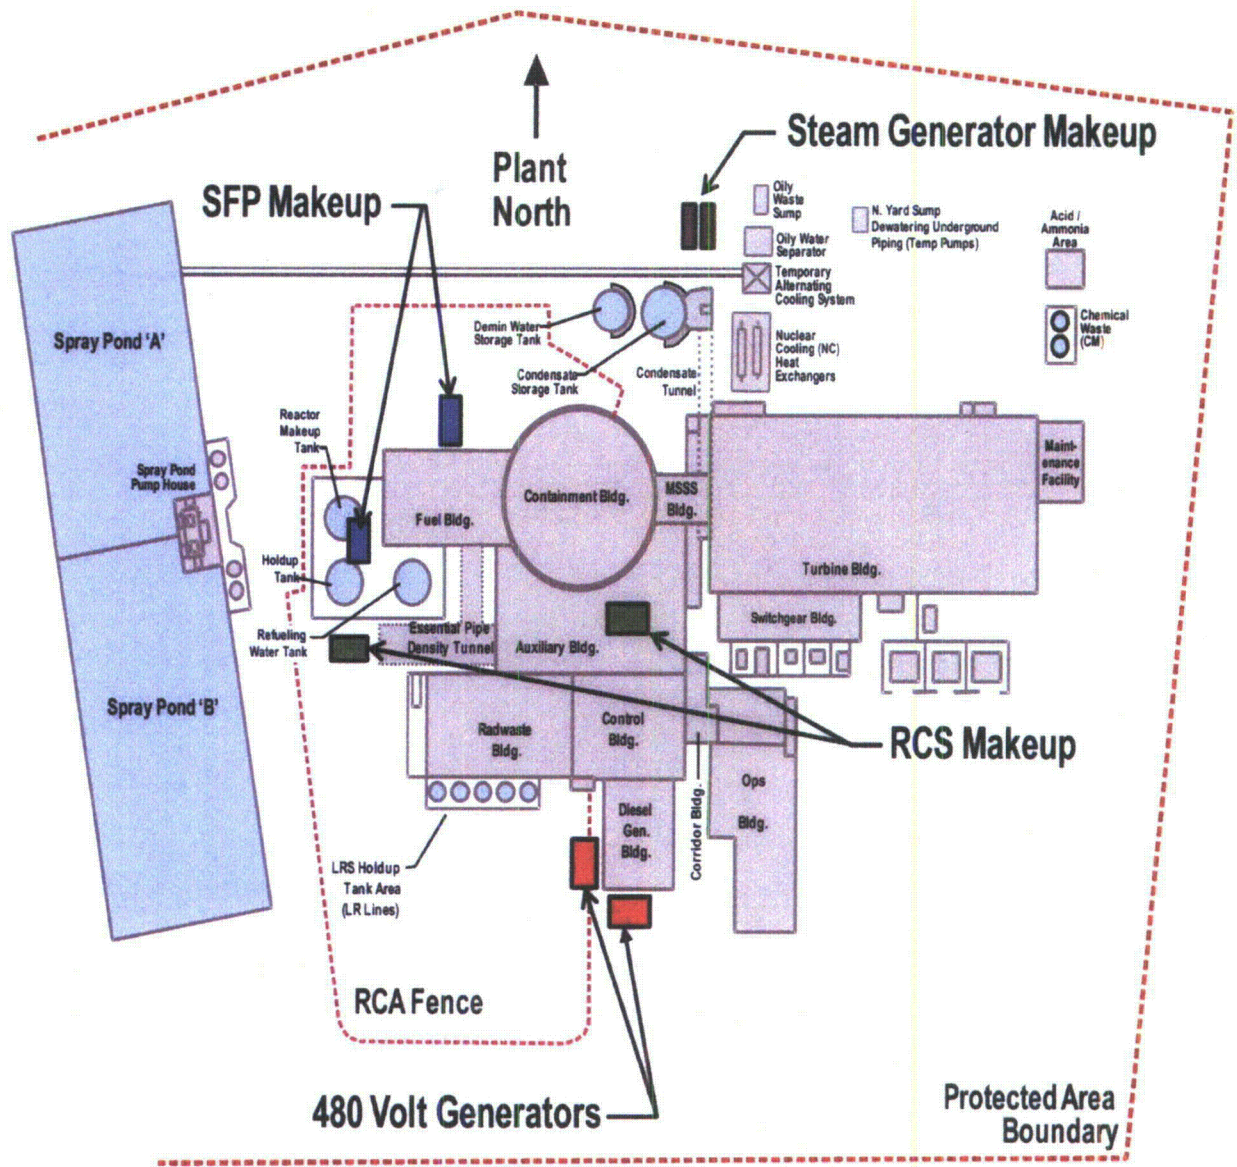 Steam Generator Makeup
Plant
North
SFP Makeup
Oily
Waste
Sump
N. Yard Sump
Dewatering Underground
Piping (Temp Pumps)
Acid /
Ammonia
Area
Oily Water
Separator
Temporary
Alternating
Cooling System
Demin Water
Storage Tank
Chemical
Waste
(CM)
Spray Pond 'A'
Nuclear
Cooling (NC)
Heat
Exchangers
Condensate
Storage Tank
Condensate
Tunnel
Reactor
Makeup
Tank
Spray Pond
Pump House
Containment Bldg.
MSSS
Bldg.
Maint-
enance
Facility
Fuel Bldg.
Holdup
Tank
Turbine Bldg.
Refueling
Water Tank
Essential Pipe
Density Tunnel
Auxiliary Bldg.
Switchgear Bldg.
Spray Pond 'B'
Radwaste
Bldg.
Control
Bldg.
RCS Makeup
Corridor Bldg.
Ops
Bldg.
Diesel
Gen.
Bldg.
LRS Holdup
Tank Area
(LR Lines)
RCA Fence
480 Volt Generators
Protected Area
Boundary